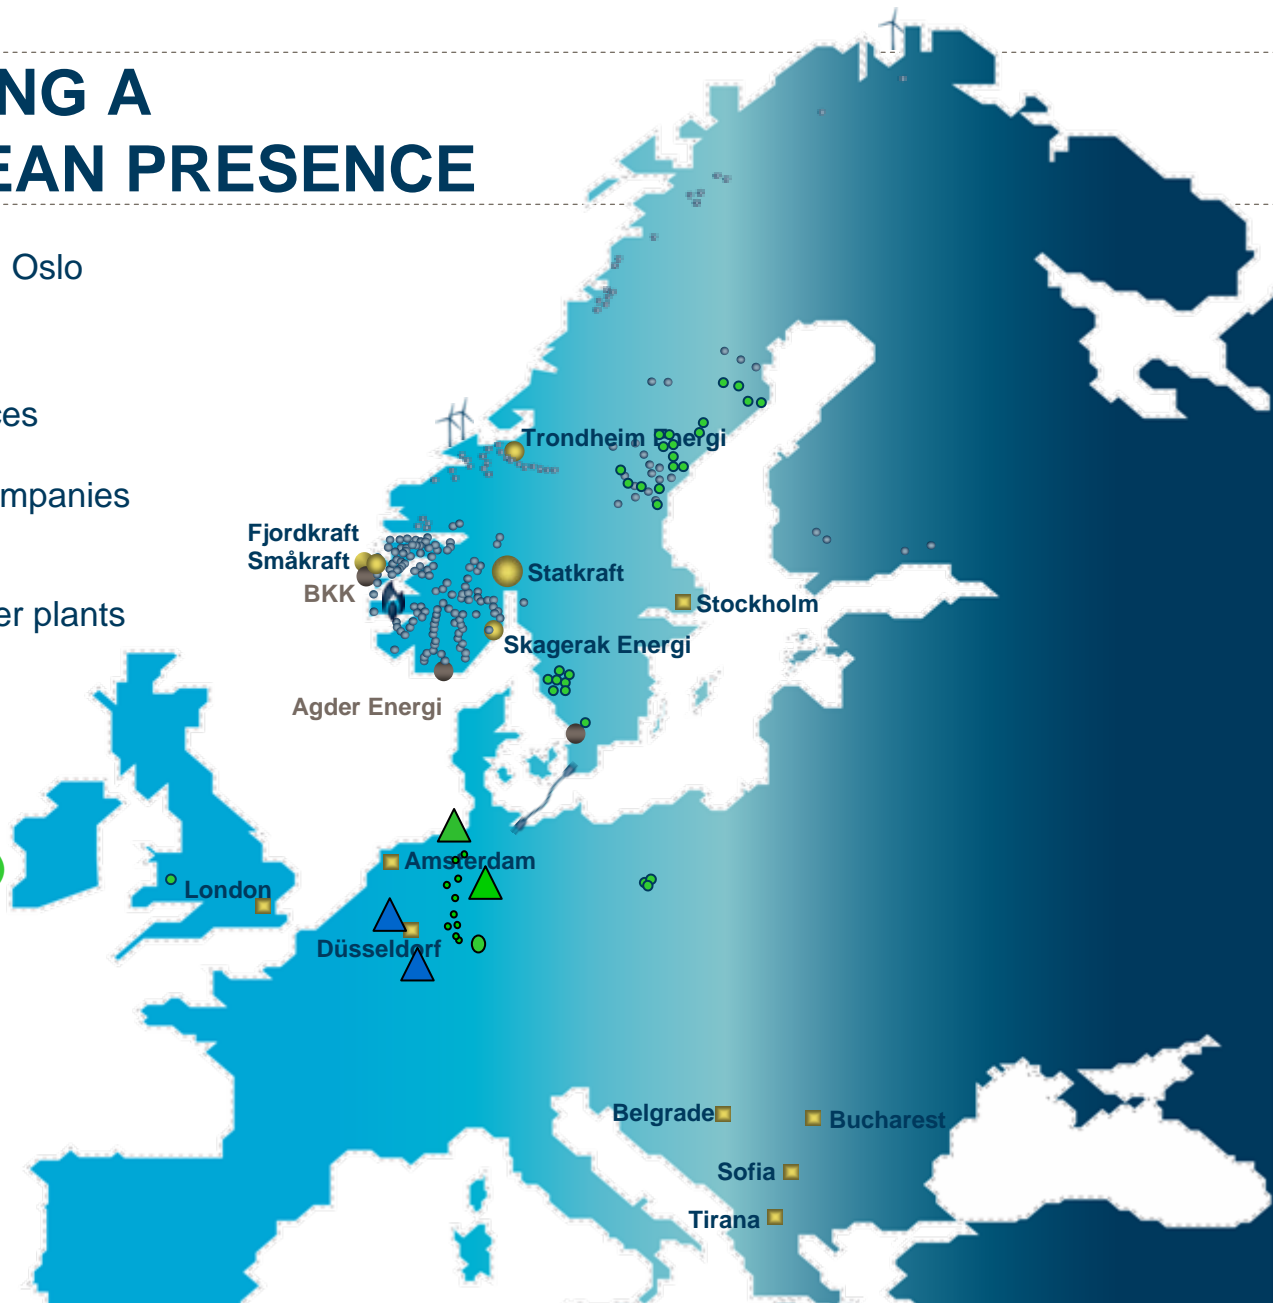 NG A
EAN PRESENCE
Oslo
ces
mpanies
er plants
Trondheim Energi
Fjordkraft
Småkraft
BKK
Statkraft
Stockholm
Skagerak Energi
Agder Energi
Amsterdam
London
Düsseldorf
Belgrade
Bucharest
Sofia
Tirana